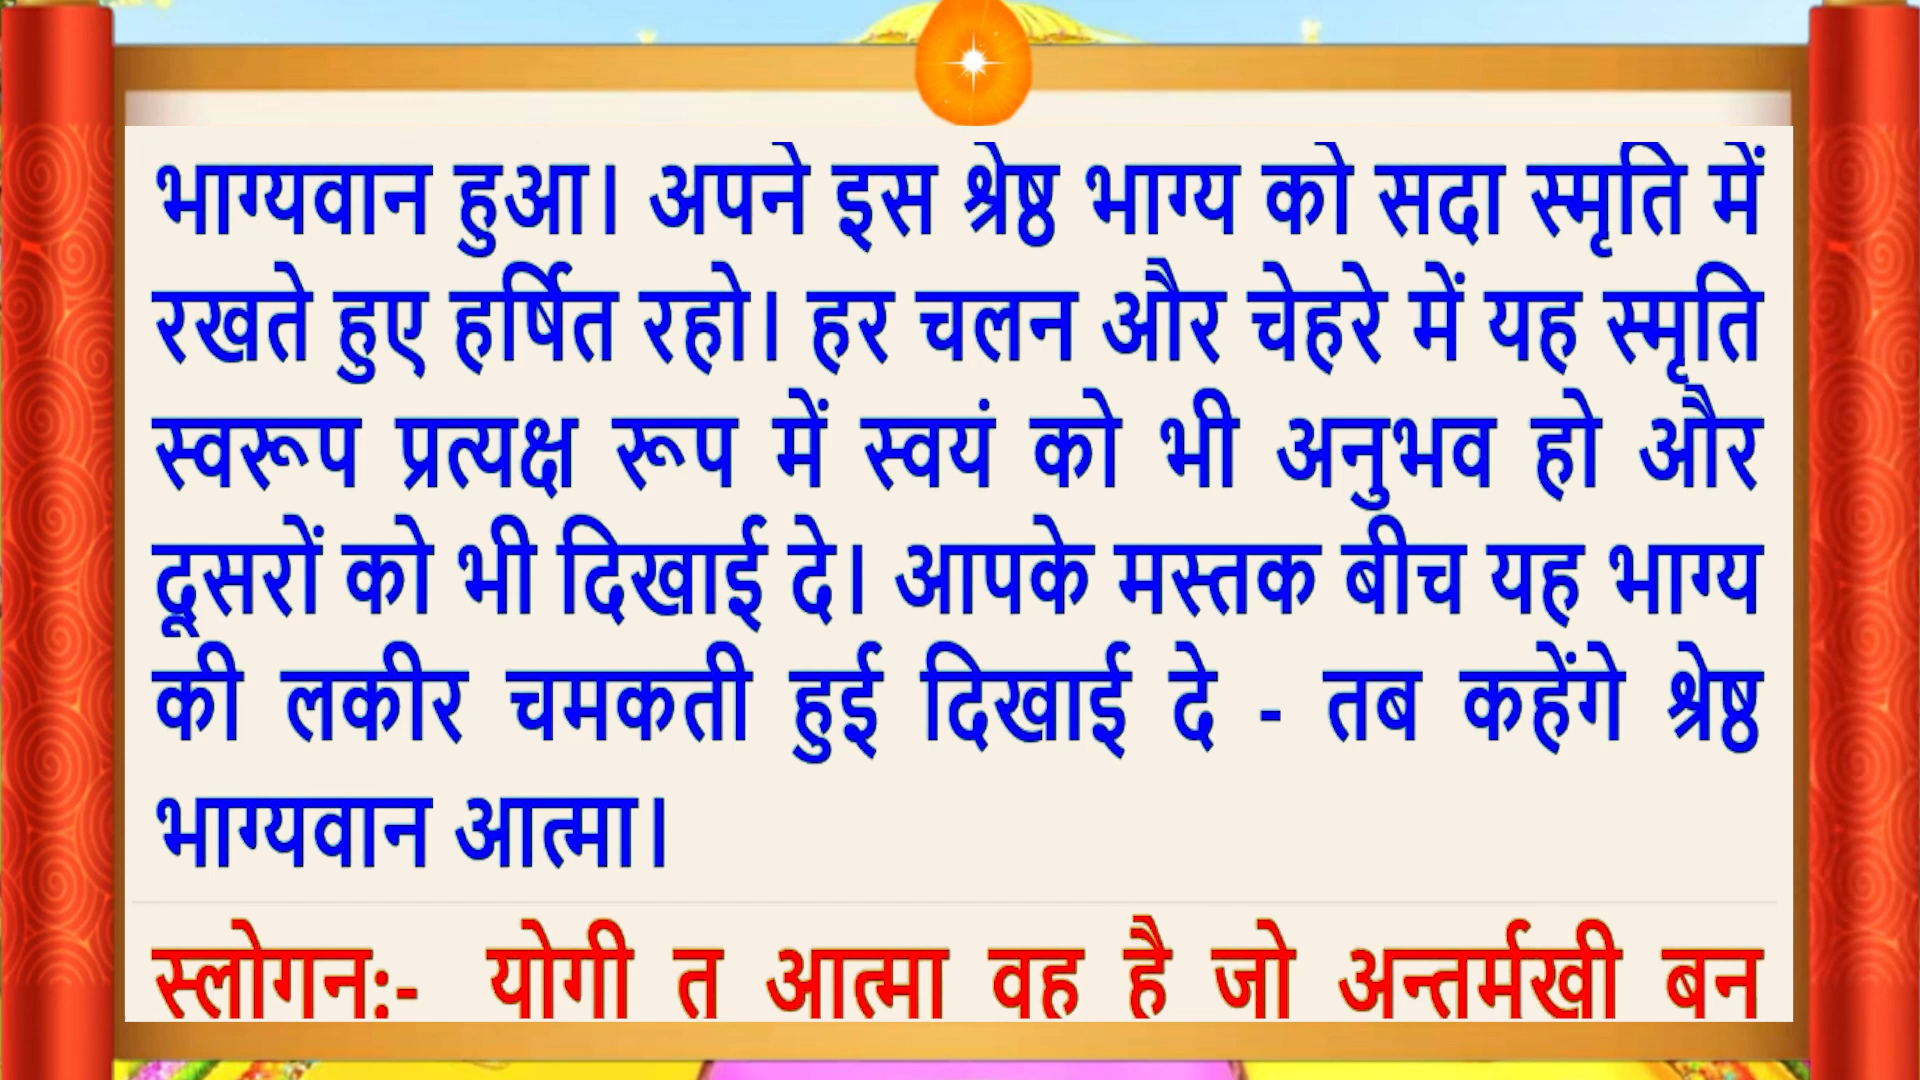 भाग्यवान हुआ। अपने इस श्रेष्ठ भाग्य को सदा स्मृति में
रखते हुए हर्षित रहो। हर चलन और चेहरे में यह स्मृति
स्वरूप प्रत्यक्ष रूप में स्वयं को भी अनुभव हो और
दूसरों को भी दिखाई दे। आपके मस्तक बीच यह भाग्य
की लकीर चमकती हुई दिखाई दे - तब कहेंगे श्रेष्ठ
भाग्यवान आत्मा।
स्लोगन:- योगी त आत्मा वह है जो अन्तर्मखी बन